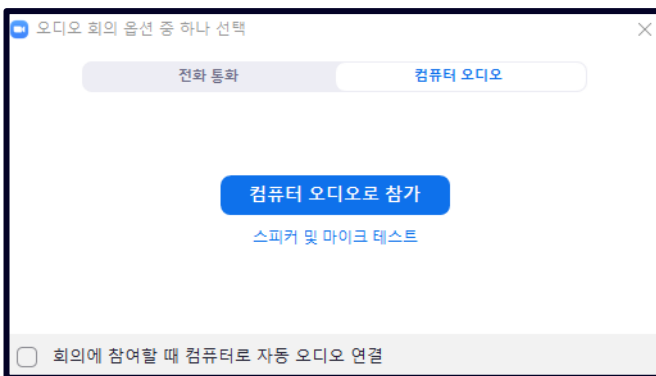 오디오 회의 옵션 중 하나 선택
전화 통화
컴퓨터 오디오
컴퓨터 오디오로 참가
스피커 및 마이크 테스트
회의에 참여할 때 컴퓨터로 자동 오디오 연결